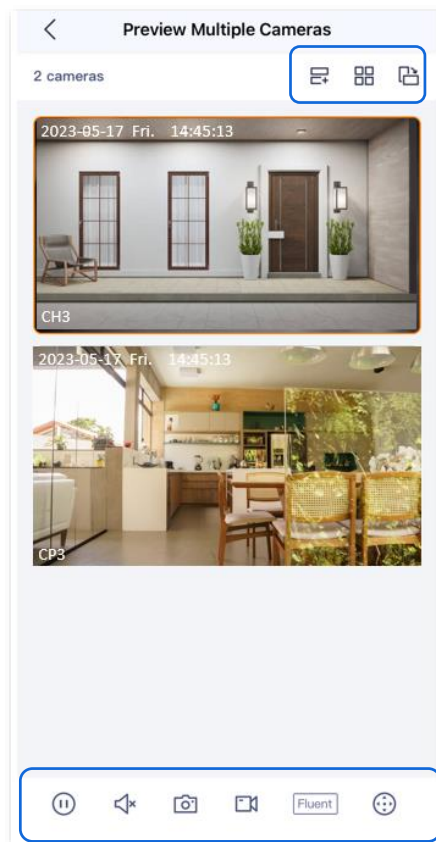 Preview Multiple Cameras
2 cameras
2023-05-17 Fri. 14:45:13
CH3
2023-05-17 Fri. 14:45:13
CP3
Fluent